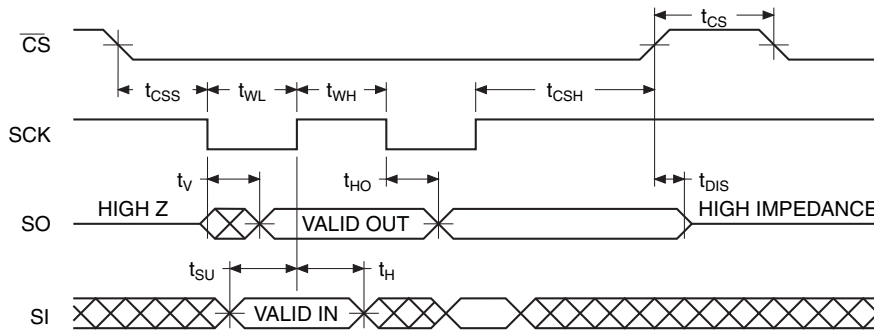 CS
tCS
tCSS tWL tWH tCSH
SCK
tV tHO tDIS
HIGH Z VALID OUT HIGH IMPEDANCE
SO
tSU tH
SI VALID IN